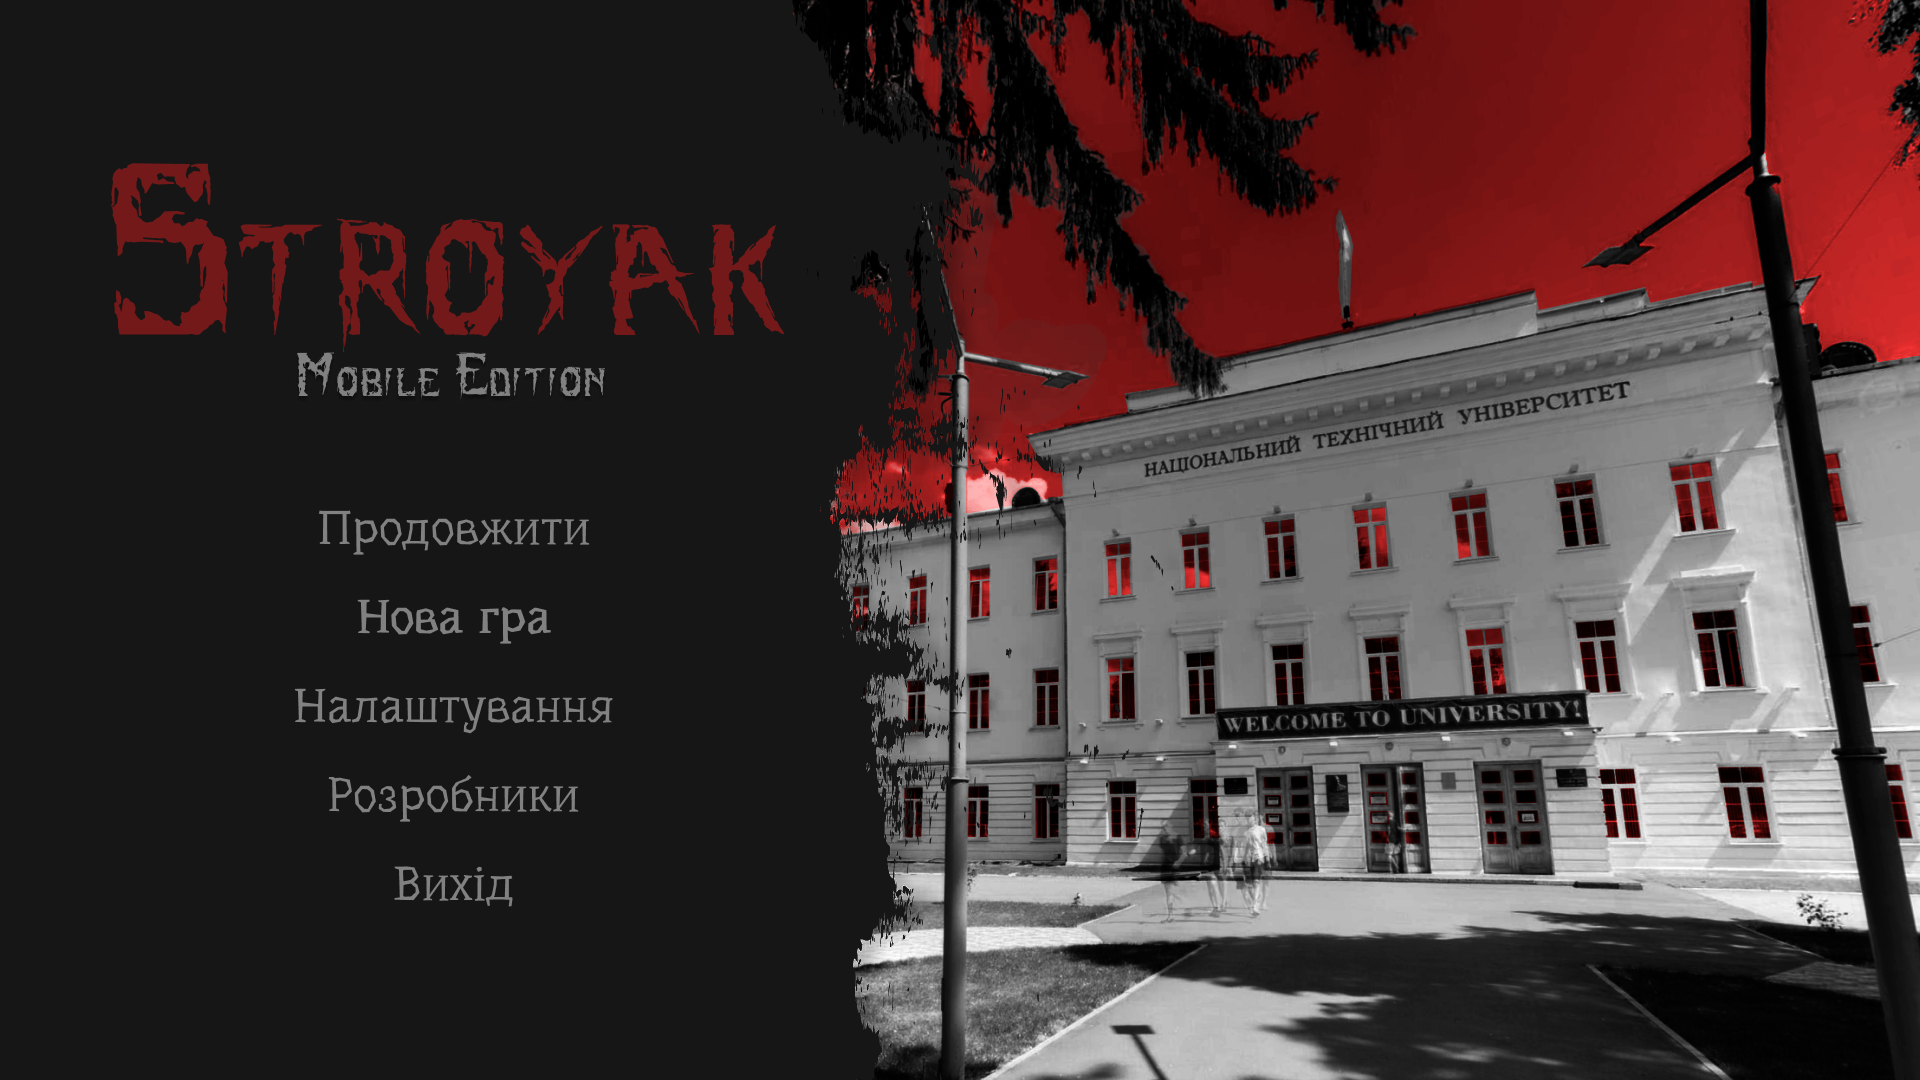 Stroyak
Mobile Edition
Продовжити
Нова гра
Налаштування
Розробники
Вихід
НАЦІОНАЛЬНИЙ ТЕХНІЧНИЙ УНІВЕРСИТЕТ
WELCOME TO UNIVERSITY!